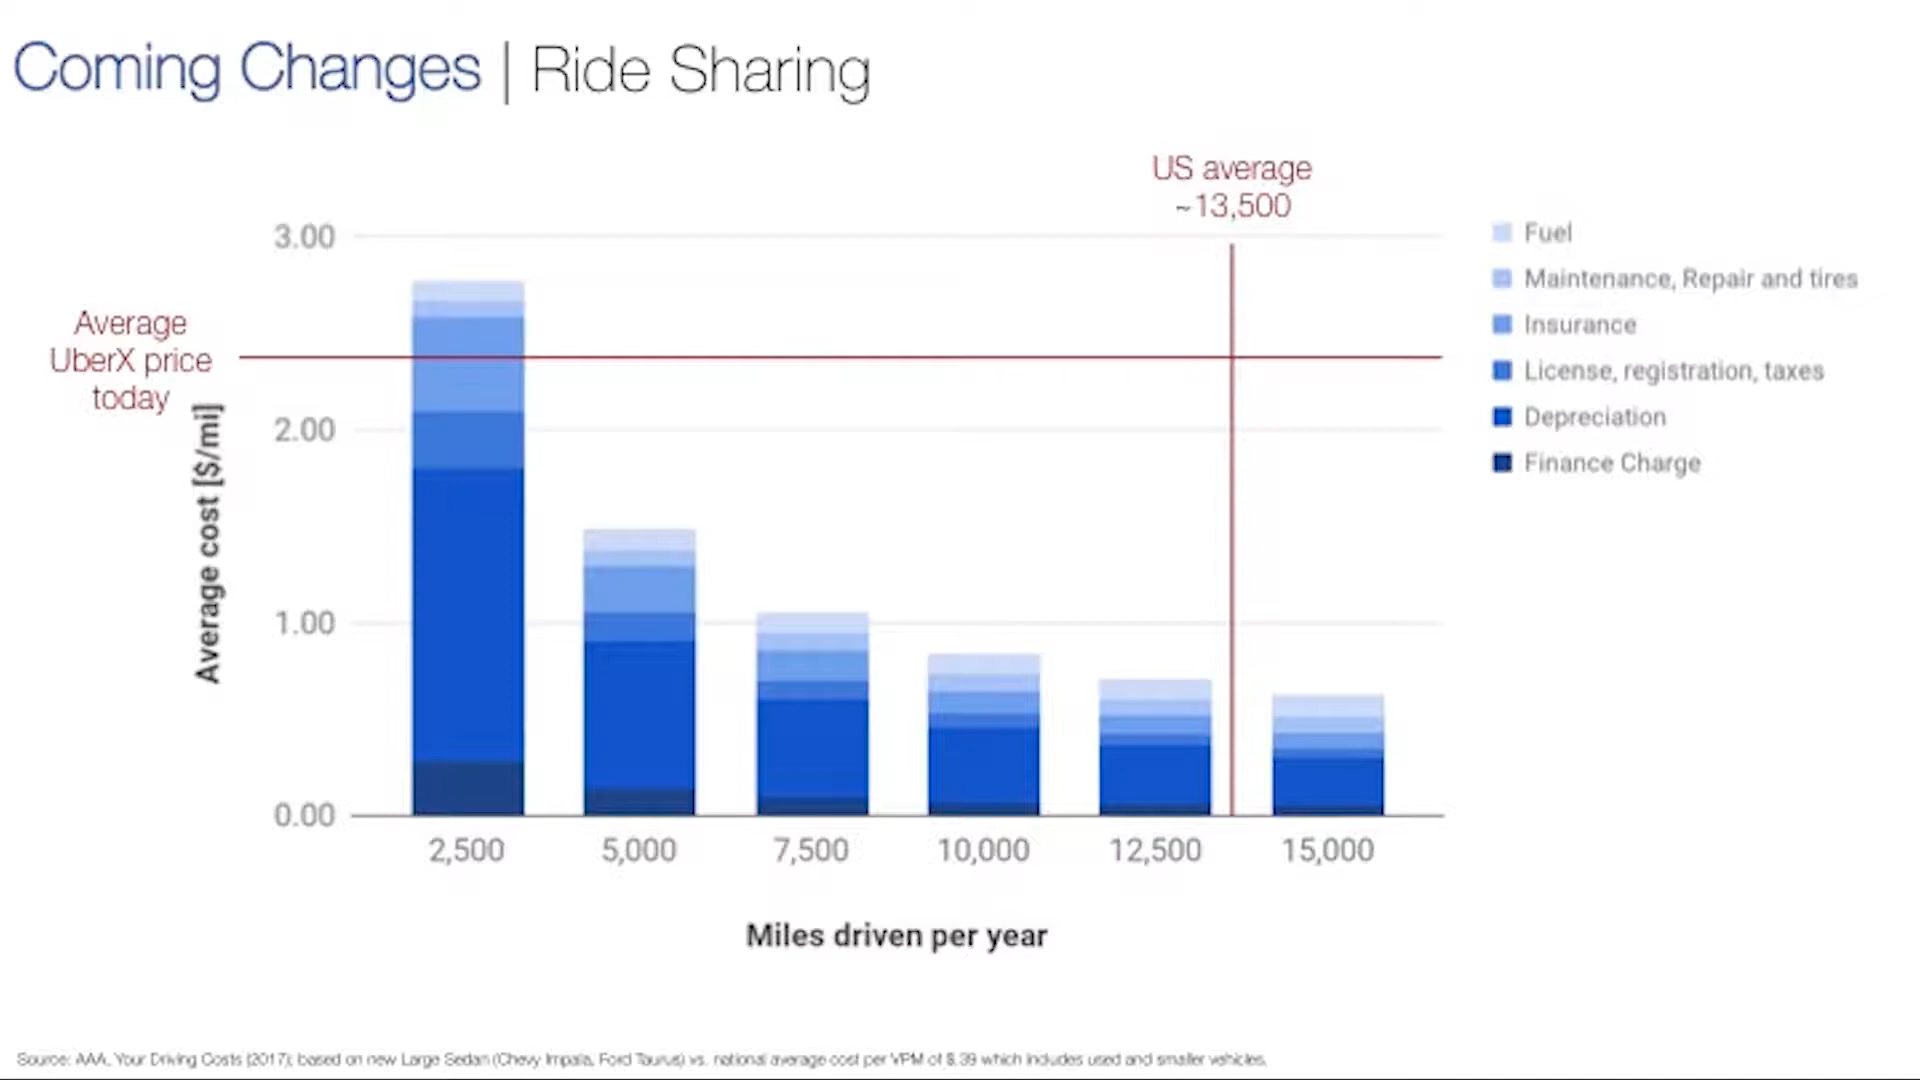 Coming Changes | Ride Sharing
US average
~13,500
Average
UberX price
today
Average cost [$/mi]
3.00
2.00
1.00
0.00
2,500
5,000
7,500
10,000
12,500
15,000
Miles driven per year
Fuel
Maintenance, Repair and tires
Insurance
License, registration, taxes
Depreciation
Finance Charge
Source: AAA, Your Driving Costs (2017); based on new Large Sedan (Chevy Impala, Ford Taurus) vs. national average cost per VPM of $.39 which includes used and smaller vehicles.